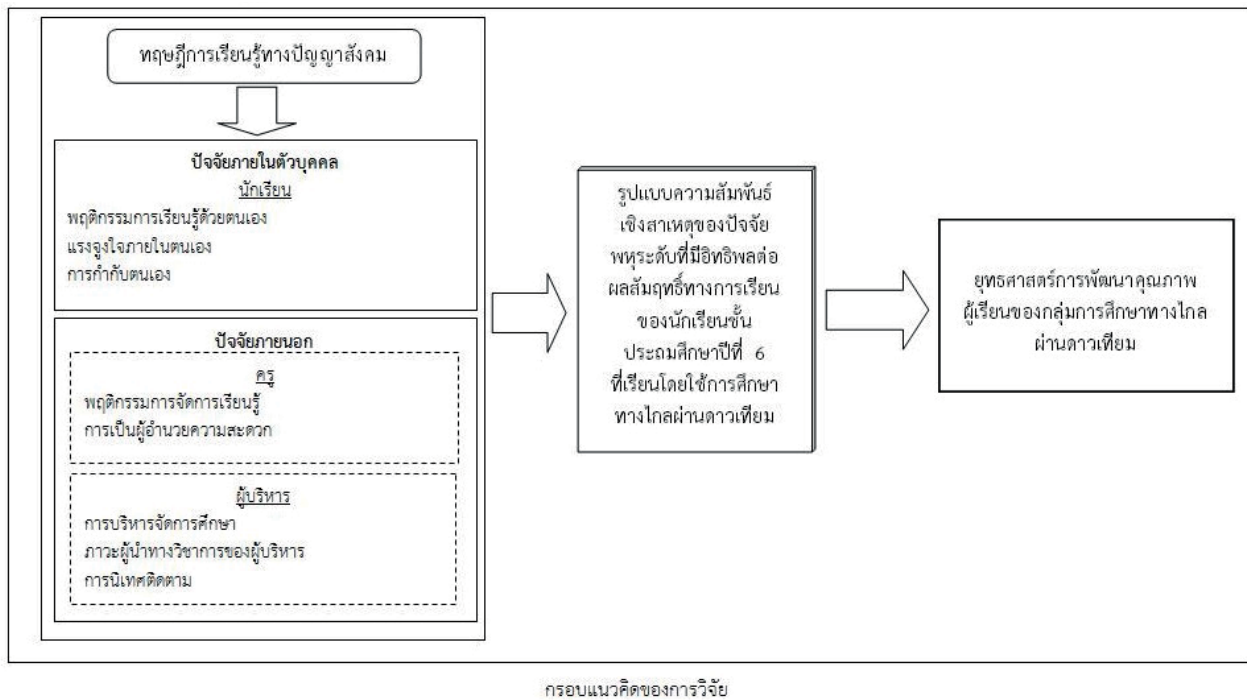 ทฤษฎีการเรียนรู้ทางปัญญาสังคม
ปัจจัยภายในตัวบุคคล
นักเรียน
พฤติกรรมการเรียนรู้ด้วยตนเอง
แรงจูงใจภายในตนเอง
การกำกับตนเอง
ปัจจัยภายนอก
ครู
พฤติกรรมการจัดการเรียนรู้
การเป็นผู้อำนวยความสะดวก
ผู้บริหาร
การบริหารจัดการศึกษา
ภาวะผู้นำทางวิชาการของผู้บริหาร
การนิเทศติดตาม
รูปแบบความสัมพันธ์
เชิงสาเหตุของปัจจัย
พหุระดับที่มีอิทธิพลต่อ
ผลสัมฤทธิ์ทางการเรียน
ของนักเรียนชั้น
ประถมศึกษาปีที่ 6
ที่เรียนโดยใช้การศึกษา
ทางไกลผ่านดาวเทียม
ยุทธศาสตร์การพัฒนาคุณภาพ
ผู้เรียนของกลุ่มการศึกษาทางไกล
ผ่านดาวเทียม
กรอบแนวคิดของการวิจัย